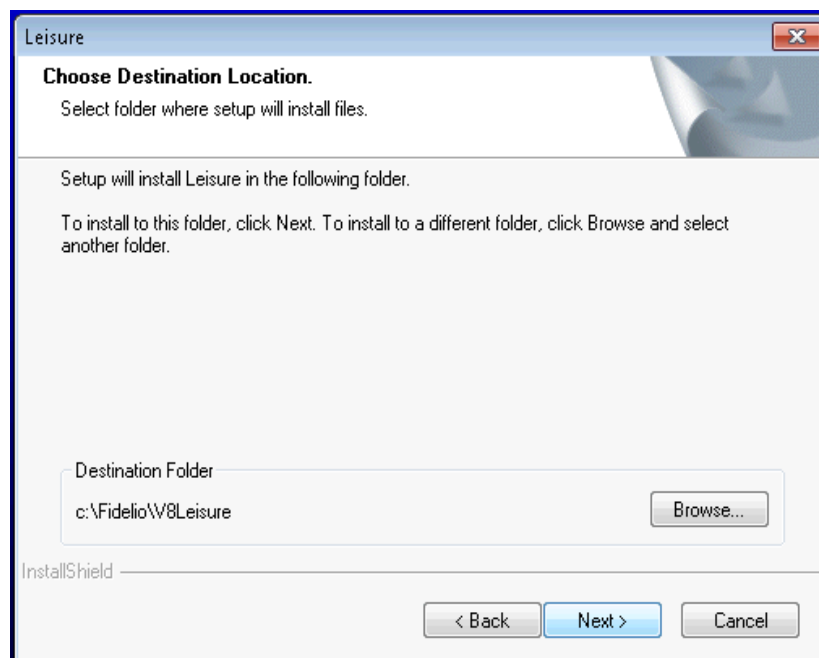 Leisure
Choose Destination Location.
Select folder where setup will install files.
Setup will install Leisure in the following folder.
To install to this folder, click Next. To install to a different folder, click Browse and select
another folder.
Destination Folder
c:\Fidelio\V8Leisure
Browse...
InstallShield
< Back
Next >
Cancel